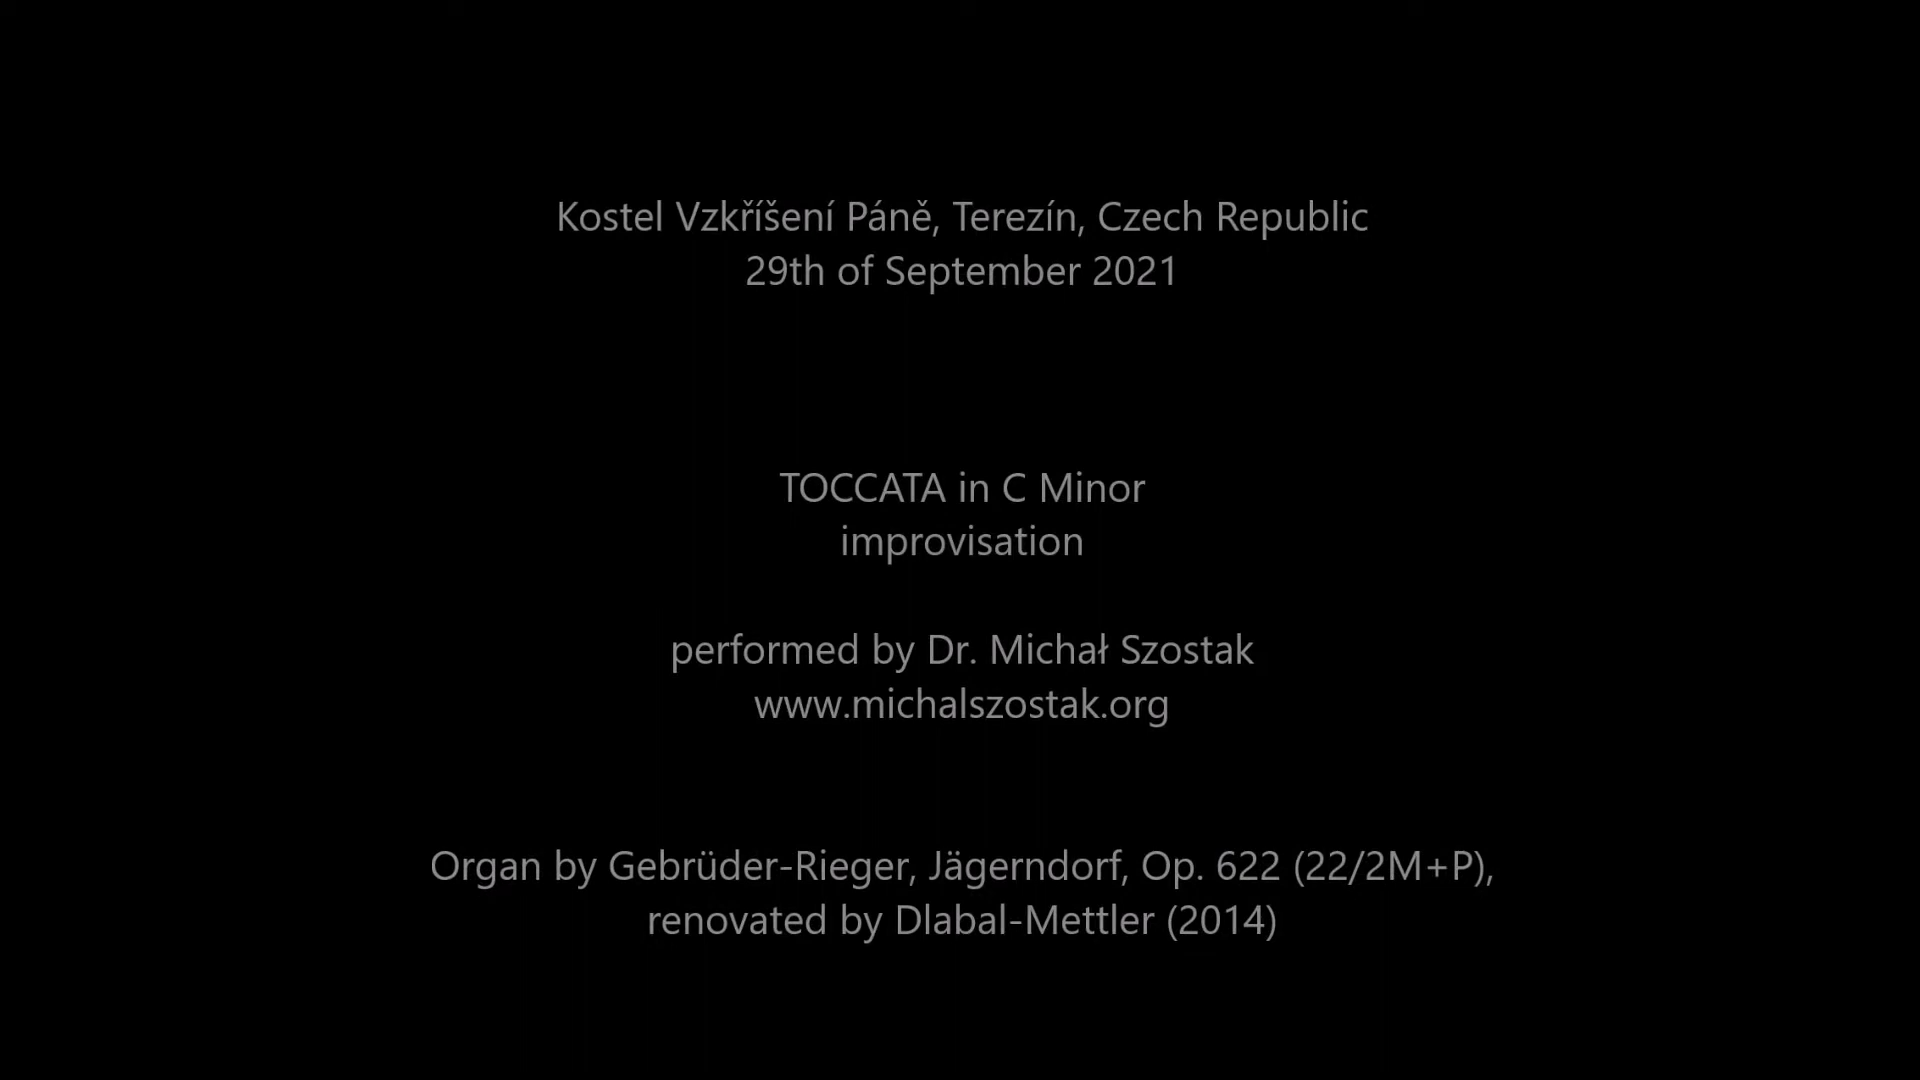 Kostel Vzkříšení Páně, Terezín, Czech Republic
29th of September 2021
TOCCATA in C Minor
improvisation
performed by Dr. Michał Szostak
www.michalszostak.org
Organ by Gebrüder-Rieger, Jägerndorf, Op. 622 (22/2M+P),
renovated by Dlabal-Mettler (2014)